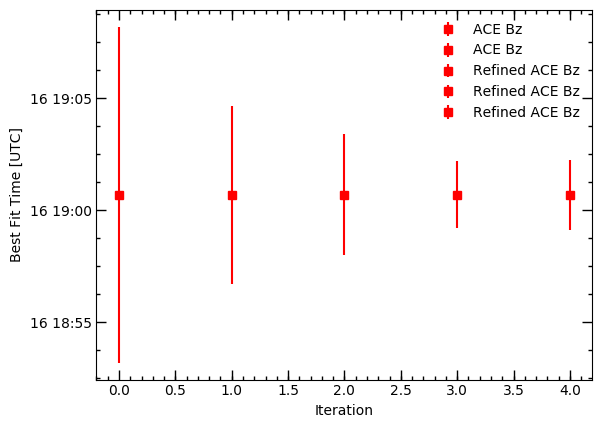 ACE Bz
ACE Bz
Refined ACE Bz
Refined ACE Bz
Refined ACE Bz
Best Fit Time [UTC]
16 19:05
16 19:00
16 18:55
0.0 0.5 1.0 1.5 2.0 2.5 3.0 3.5 4.0
Iteration